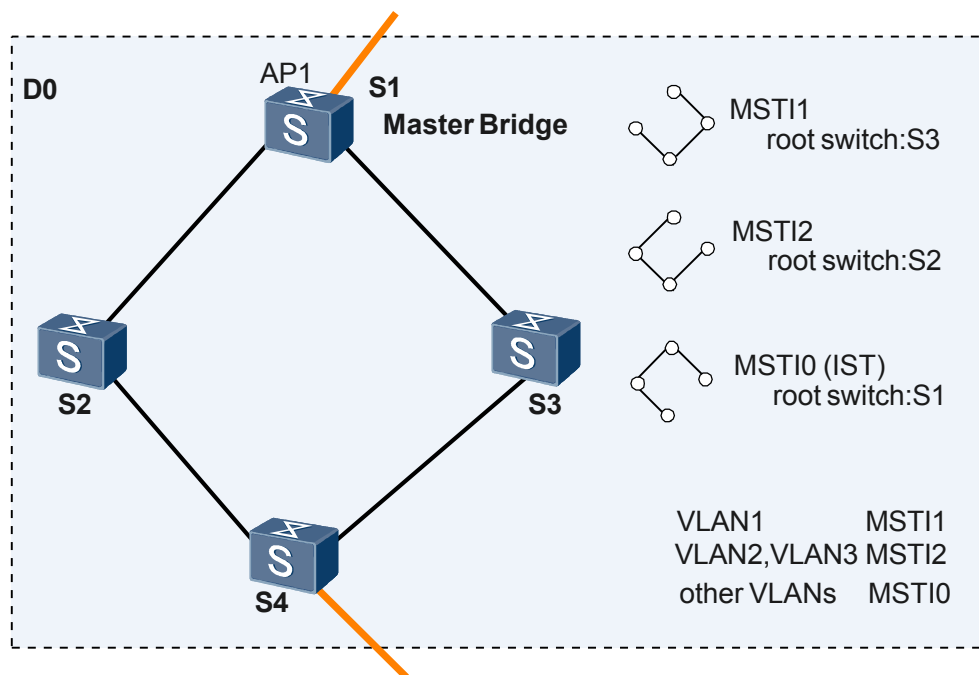 D0
AP1
S1
Master Bridge
S
S
S2
S
S3
S
S4
MSTI1
root switch:S3
MSTI2
root switch:S2
MSTI0 (IST)
root switch:S1
VLAN1 MSTI1
VLAN2,VLAN3 MSTI2
other VLANs MSTI0